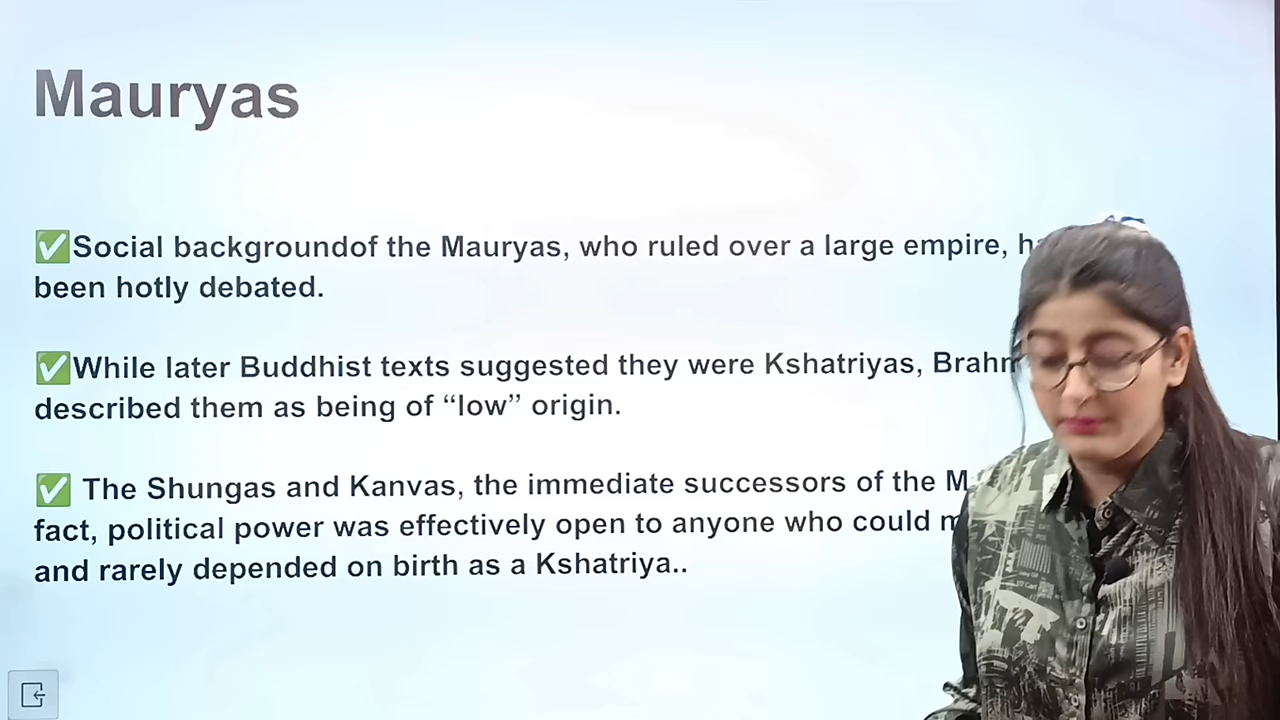 Mauryas
✅Social backgroundof the Mauryas, who ruled over a large empire,
been hotly debated.
✅While later Buddhist texts suggested they were Kshatriyas,
described them as being of “low” origin.
✅ The Shungas and Kanvas, the immediate successors of the
fact, political power was effectively open to anyone who could
and rarely depended on birth as a Kshatriya..